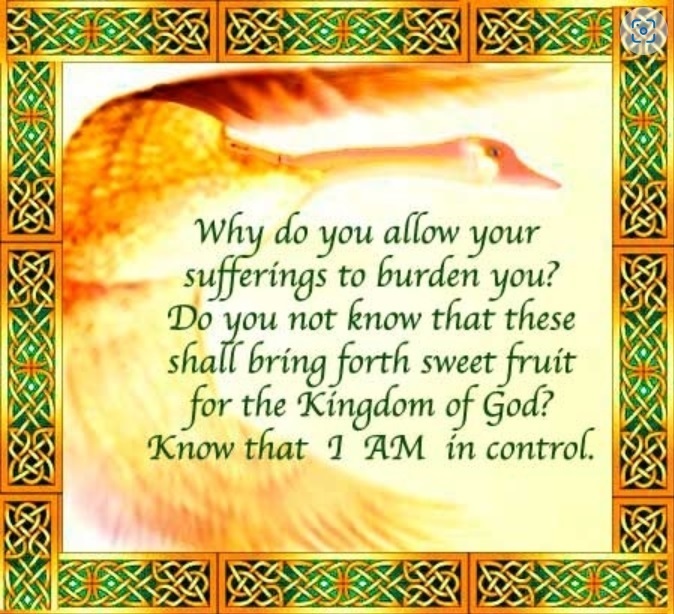 Why do you allow your
sufferings to burden you?
Do you not know that these
shall bring forth sweet fruit
for the Kingdom of God?
Know that I AM in control.